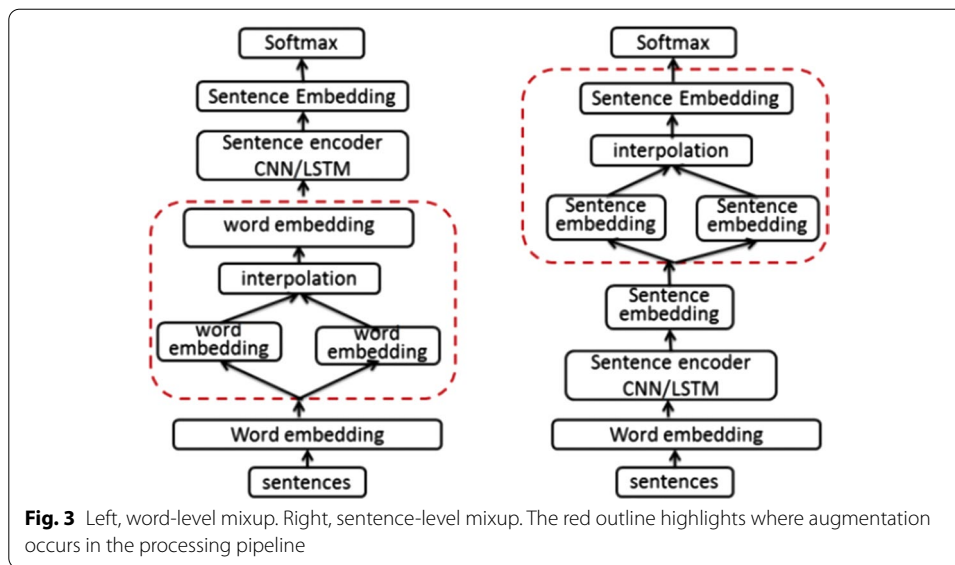 Softmax
Sentence Embedding
Sentence encoder
CNN/LSTM
word embedding
interpolation
word
embedding
word
embedding
Word embedding
sentences
Softmax
Sentence Embedding
interpolation
Sentence
embedding
Sentence
embedding
Sentence
embedding
Sentence encoder
CNN/LSTM
Word embedding
sentences
Fig. 3 Left, word-level mixup. Right, sentence-level mixup. The red outline highlights where augmentation
occurs in the processing pipeline